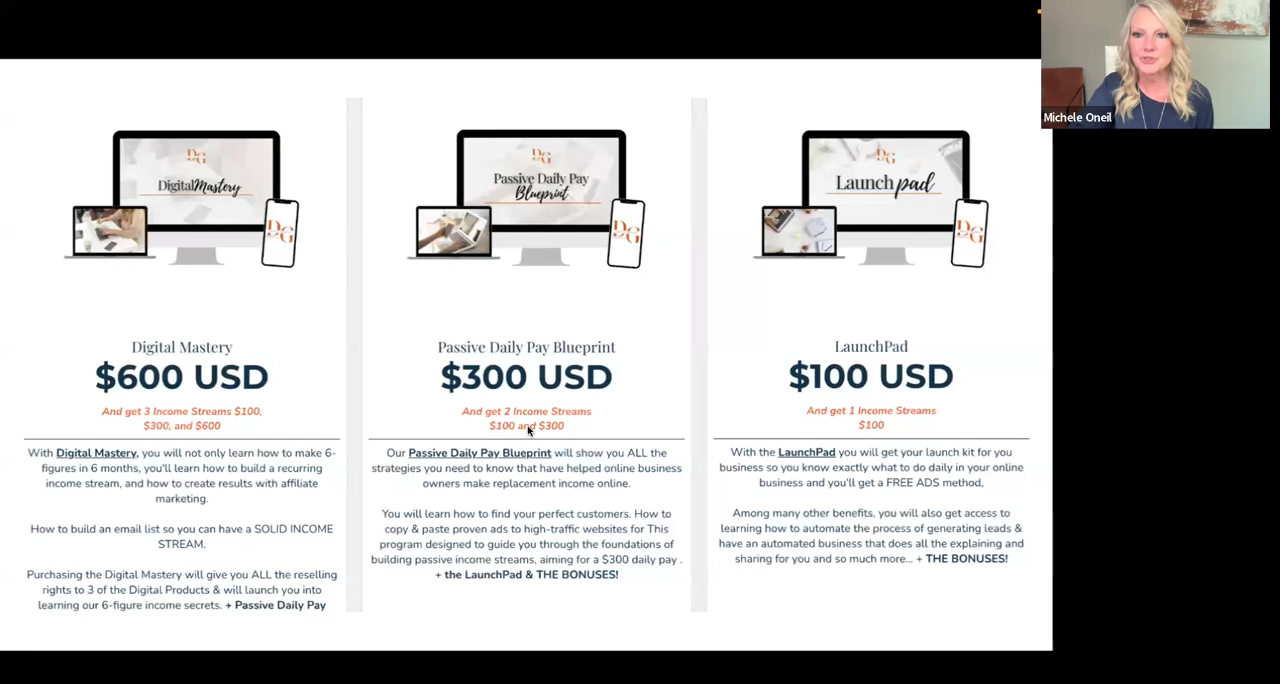 Michele Oneil
DG
Digital Mastery
DG
DG
Passive Daily Pay
Blueprint
DG
DG
Launch pad
DG
Digital Mastery
$600 USD
And get 3 Income Streams $100,
$300, and $600
With Digital Mastery, you will not only learn how to make 6-
figures in 6 months, you'll learn how to build a recurring
income stream, and how to create results with affiliate
marketing.
How to build an email list so you can have a SOLID INCOME
STREAM.
Purchasing the Digital Mastery will give you ALL the reselling
rights to 3 of the Digital Products & will launch you into
learning our 6-figure income secrets. + Passive Daily Pay
Passive Daily Pay Blueprint
$300 USD
And get 2 Income Streams
$100 and $300
Our Passive Daily Pay Blueprint will show you ALL the
strategies you need to know that have helped online business
owners make replacement income online.
You will learn how to find your perfect customers. How to
copy & paste proven ads to high-traffic websites for This
program designed to guide you through the foundations of
building passive income streams, aiming for a $300 daily pay .
+ the LaunchPad & THE BONUSES!
LaunchPad
$100 USD
And get 1 Income Streams
$100
With the LaunchPad you will get your launch kit for you
business so you know exactly what to do daily in your online
business and you'll get a FREE ADS method,
Among many other benefits, you will also get access to
learning how to automate the process of generating leads &
have an automated business that does all the explaining and
sharing for you and so much more... + THE BONUSES!